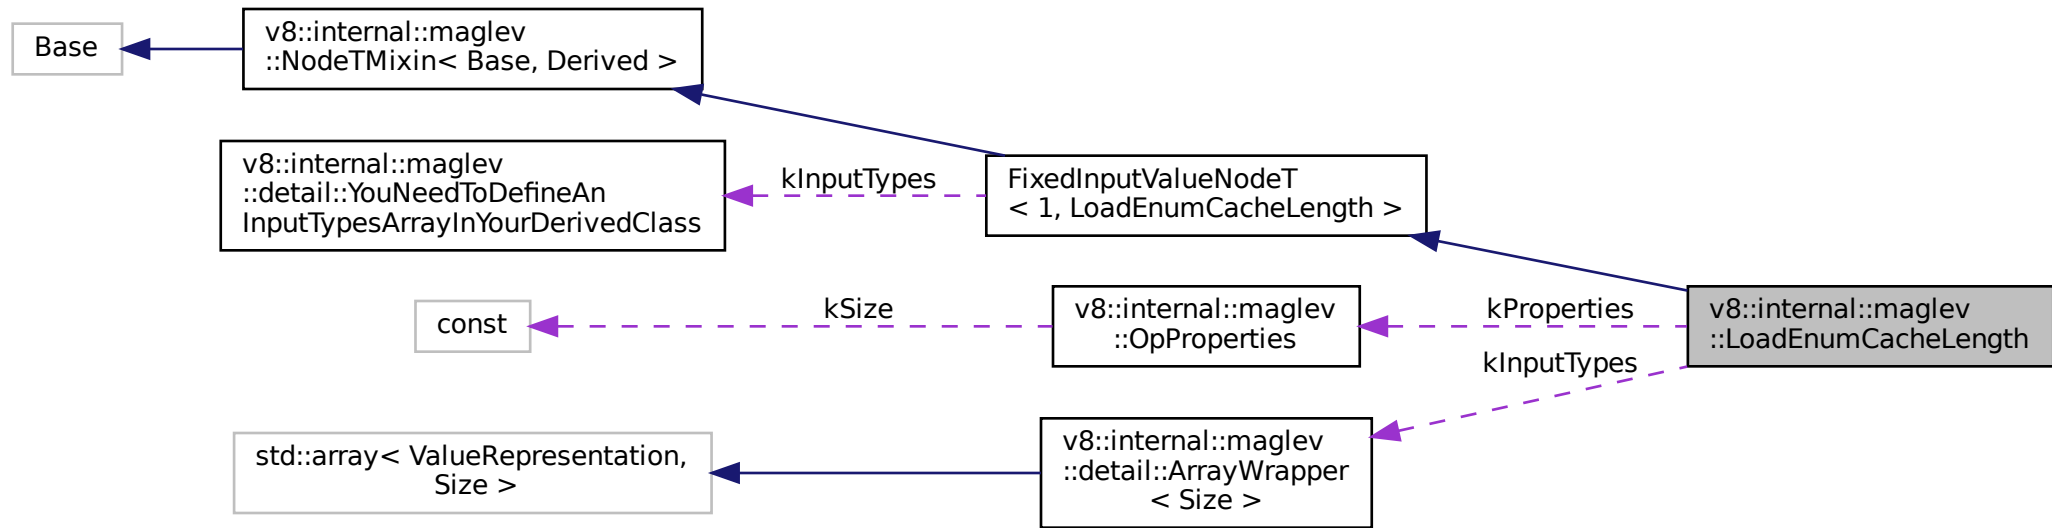 Base
v8::internal::maglev
::NodeTMixin< Base, Derived >
v8::internal::maglev
::detail::YouNeedToDefineAn
InputTypesArrayInYourDerivedClass
kInputTypes
FixedInputValueNodeT
< 1, LoadEnumCacheLength >
const
kSize
v8::internal::maglev
::OpProperties
kProperties
v8::internal::maglev
::LoadEnumCacheLength
kInputTypes
std::array< ValueRepresentation,
Size >
v8::internal::maglev
::detail::ArrayWrapper
< Size >